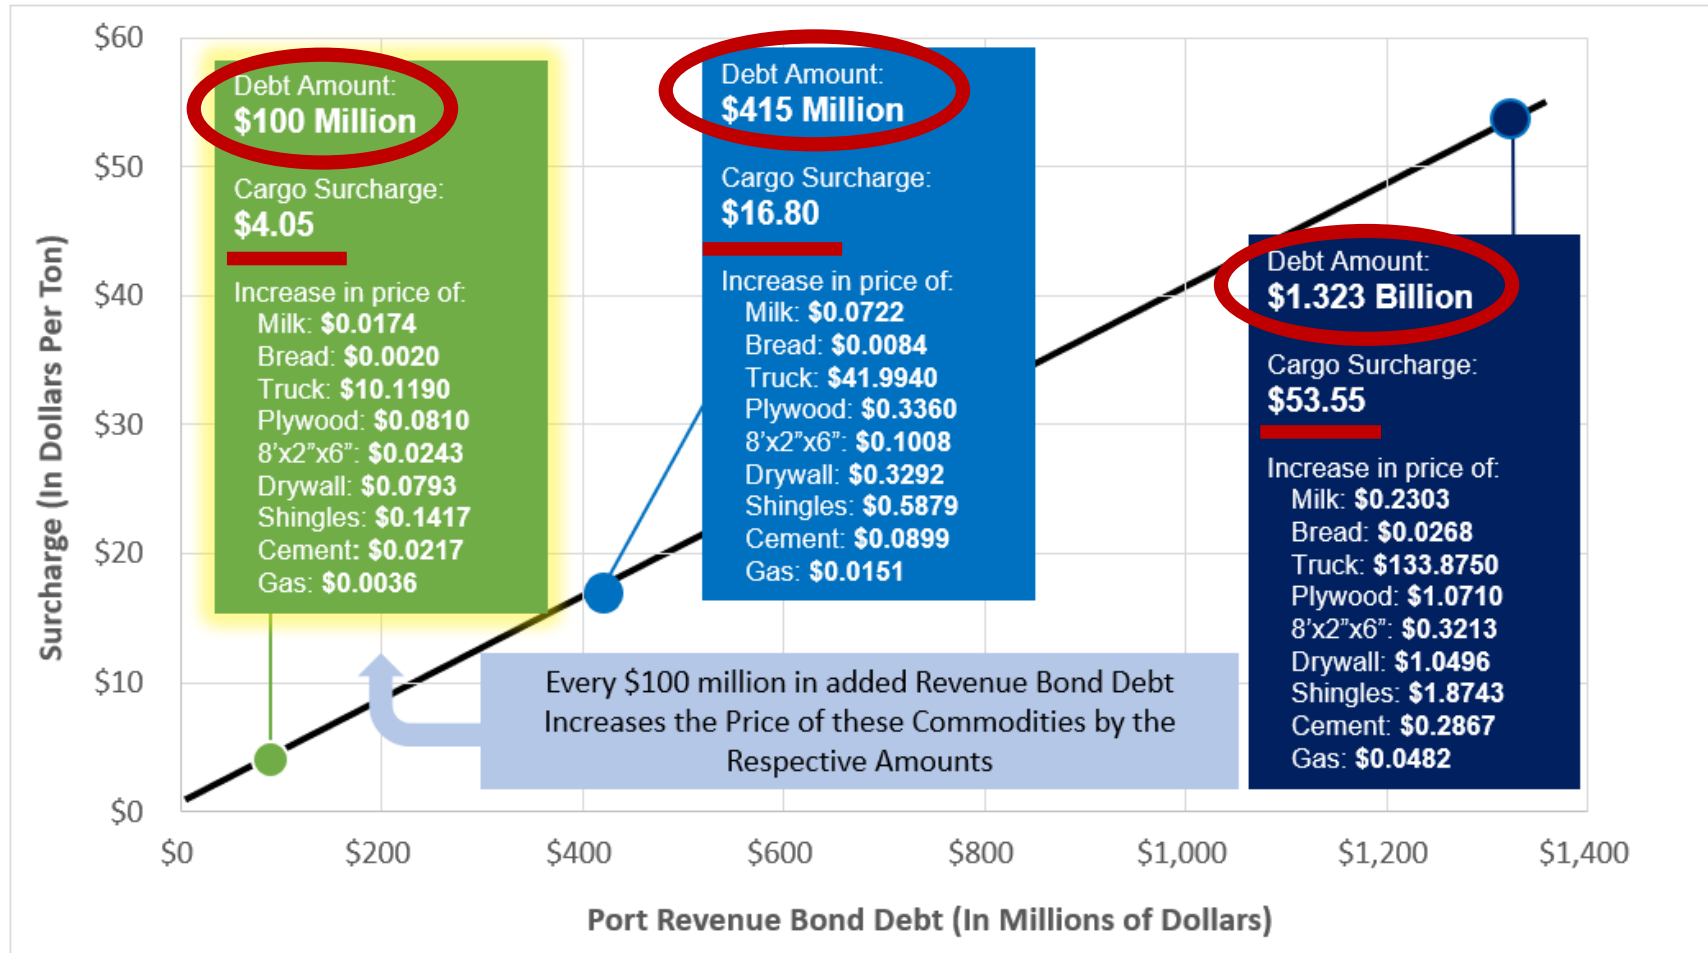 $60
$50
$40
$30
$20
$10
$0
Surcharge (In Dollars Per Ton)
Debt Amount:
$100 Million
Cargo Surcharge:
$4.05
Increase in price of:
Milk: $0.0174
Bread: $0.0020
Truck: $10.1190
Plywood: $0.0810
8’x2”x6”: $0.0243
Drywall: $0.0793
Shingles: $0.1417
Cement: $0.0217
Gas: $0.0036
Debt Amount:
$415 Million
Cargo Surcharge:
$16.80
Increase in price of:
Milk: $0.0722
Bread: $0.0084
Truck: $41.9940
Plywood: $0.3360
8’x2”x6”: $0.1008
Drywall: $0.3292
Shingles: $0.5879
Cement: $0.0899
Gas: $0.0151
Debt Amount:
$1.323 Billion
Cargo Surcharge:
$53.55
Increase in price of:
Milk: $0.2303
Bread: $0.0268
Truck: $133.8750
Plywood: $1.0710
8’x2”x6”: $0.3213
Drywall: $1.0496
Shingles: $1.8743
Cement: $0.2867
Gas: $0.0482
Every $100 million in added Revenue Bond Debt
Increases the Price of these Commodities by the
Respective Amounts
$0 $200 $400 $600 $800 $1,000 $1,200 $1,400
Port Revenue Bond Debt (In Millions of Dollars)